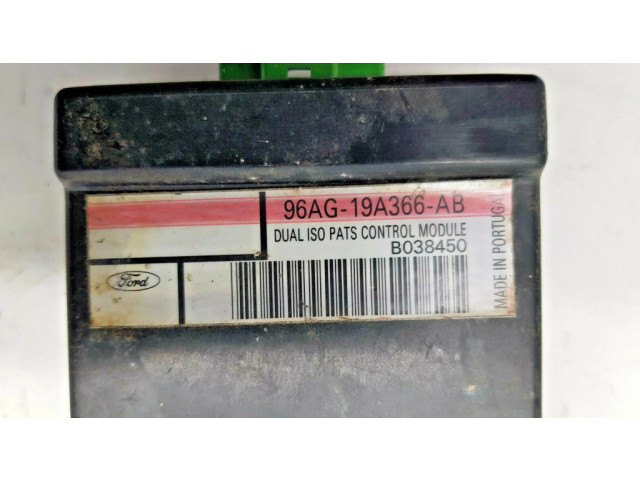 96AG-19A366-AB
DUAL ISO PATS CONTROL MODULE
B038450
Ford
MADE IN PORTUGAL